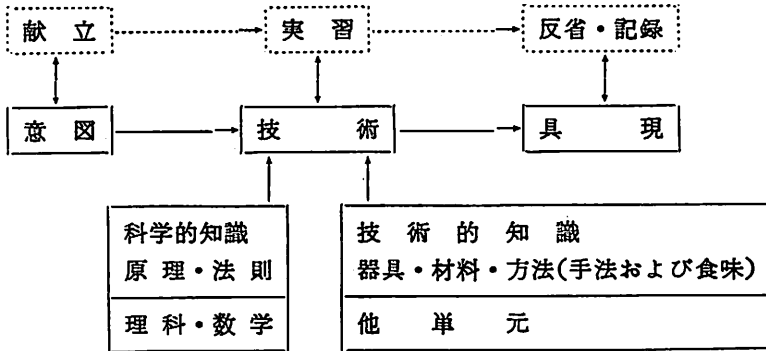 献立 実習 反省・記録
意図 技術 具現
科学的知識
原理・法則
理科・数学
技術的知識
器具・材料・方法(手法および食味)
他単元